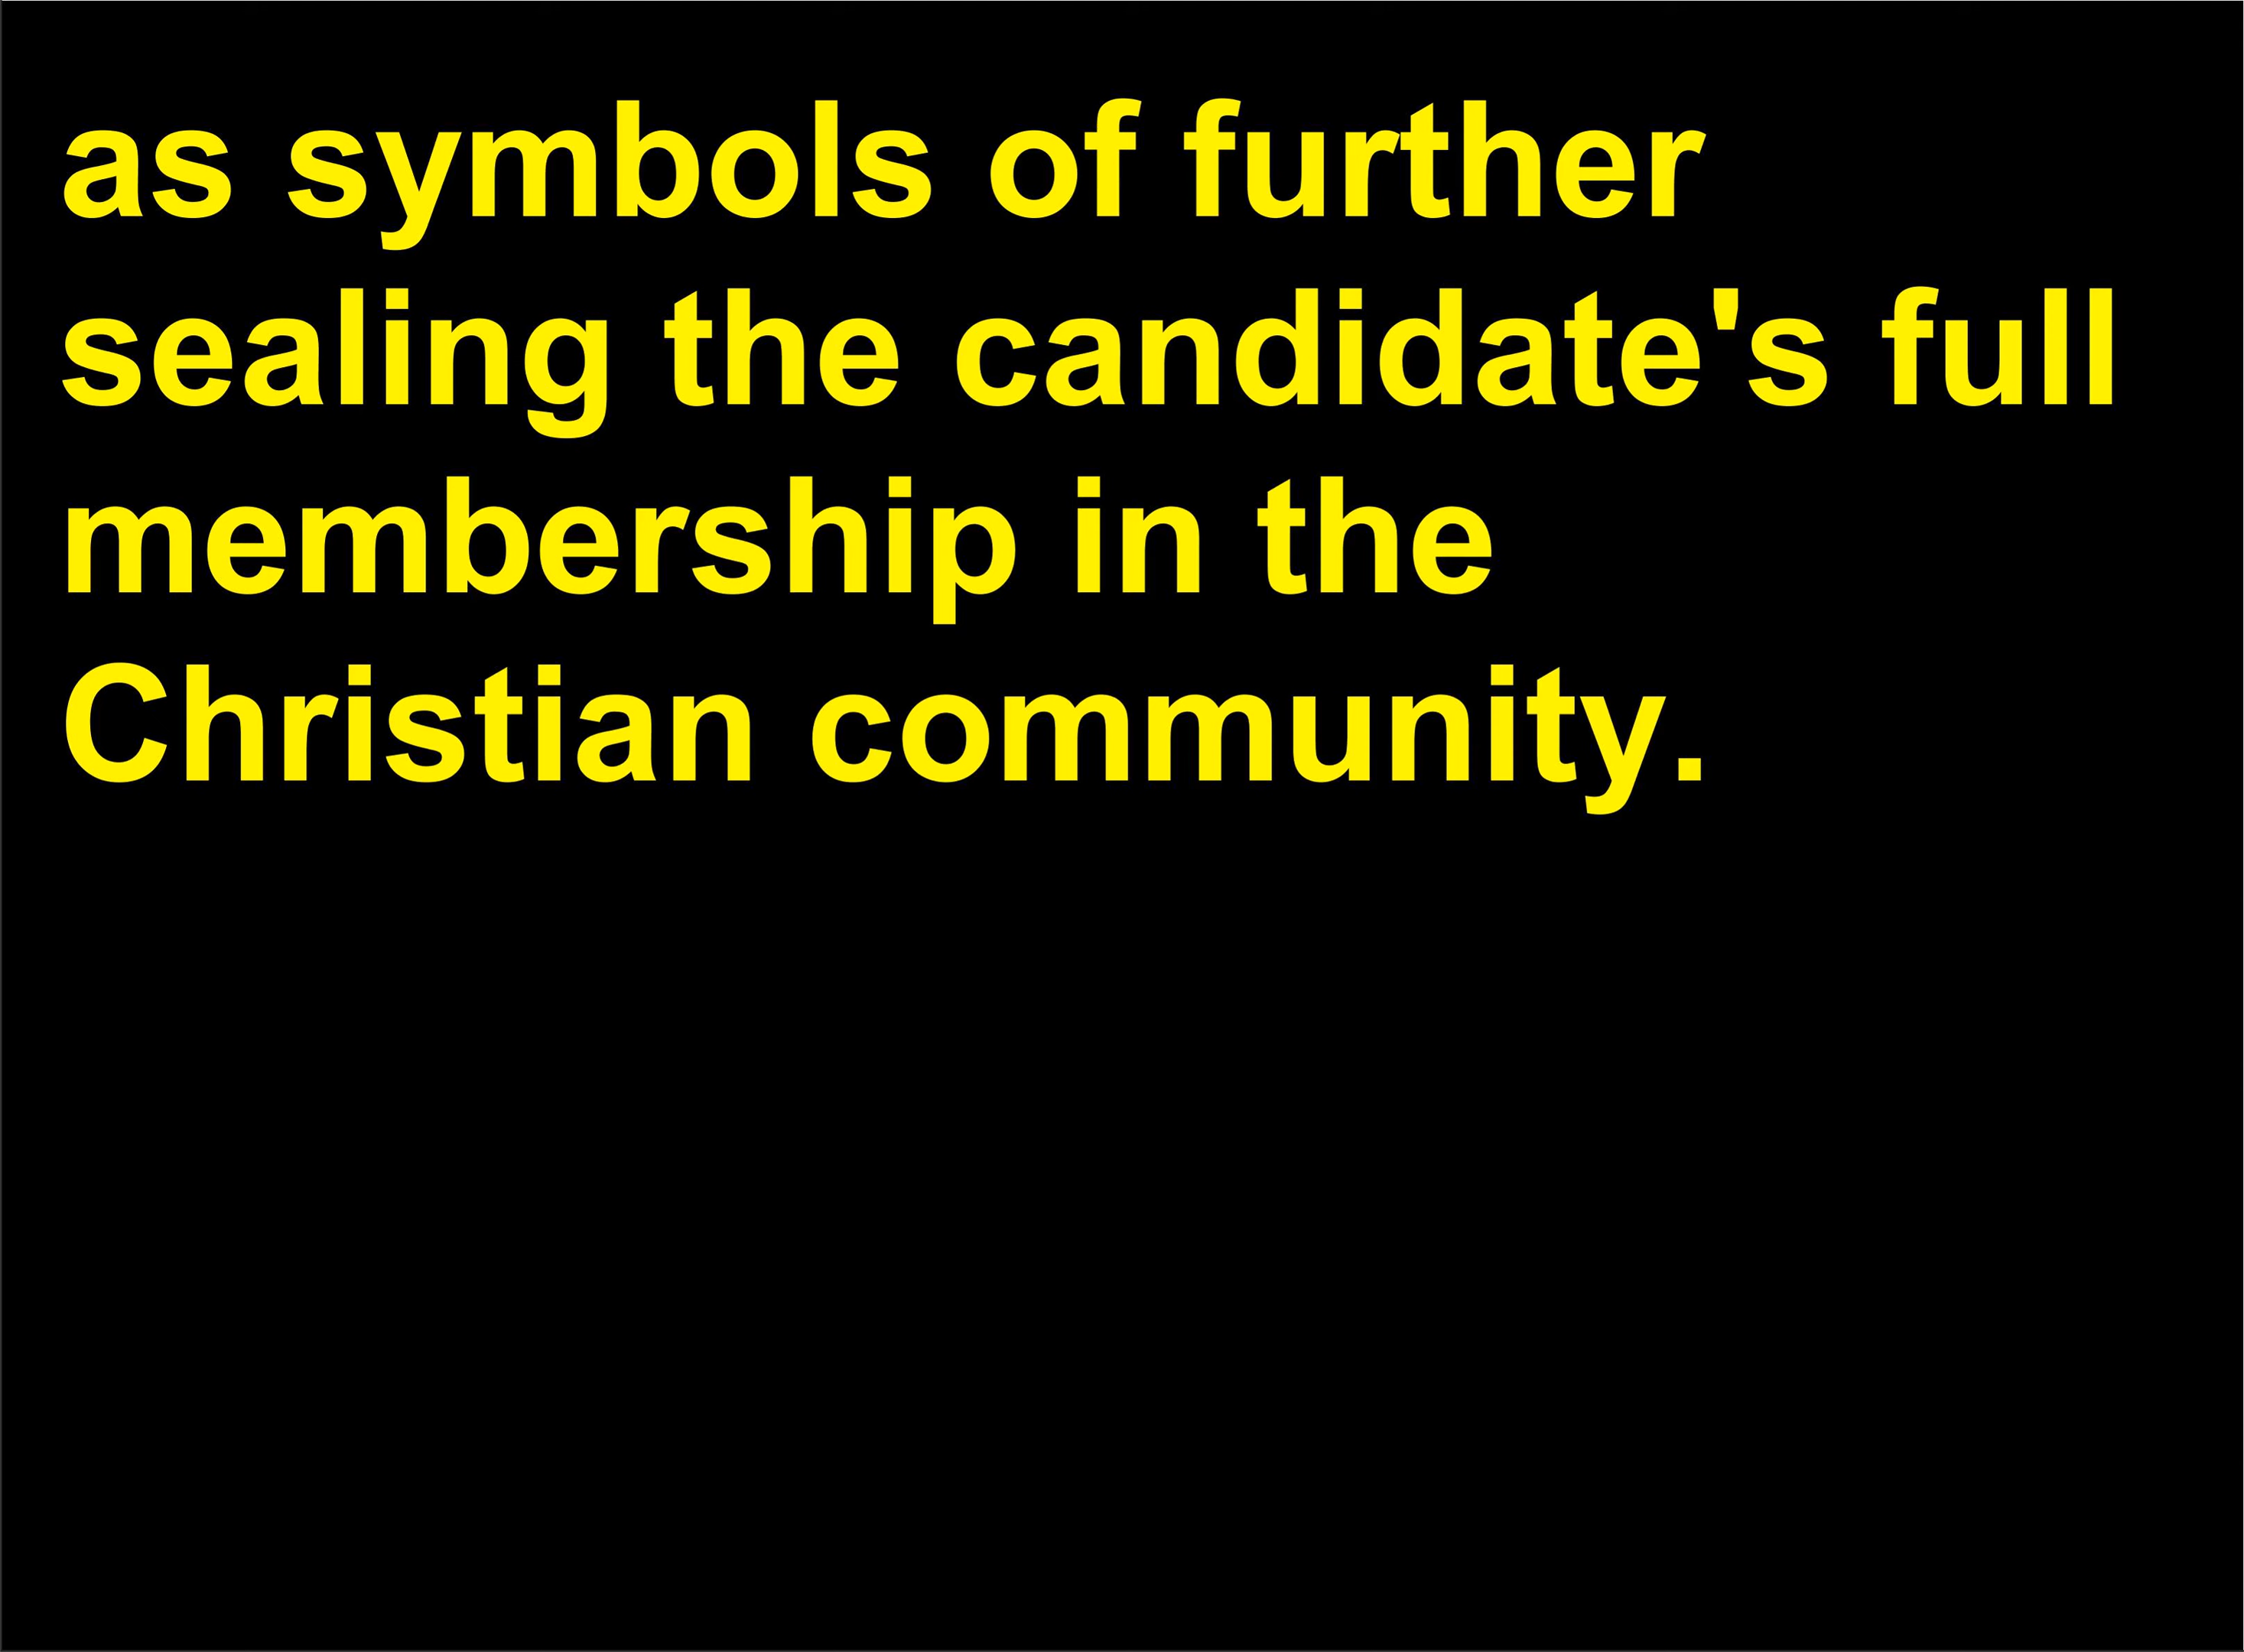 as symbols of further
sealing the candidate's full
membership in the
Christian community.